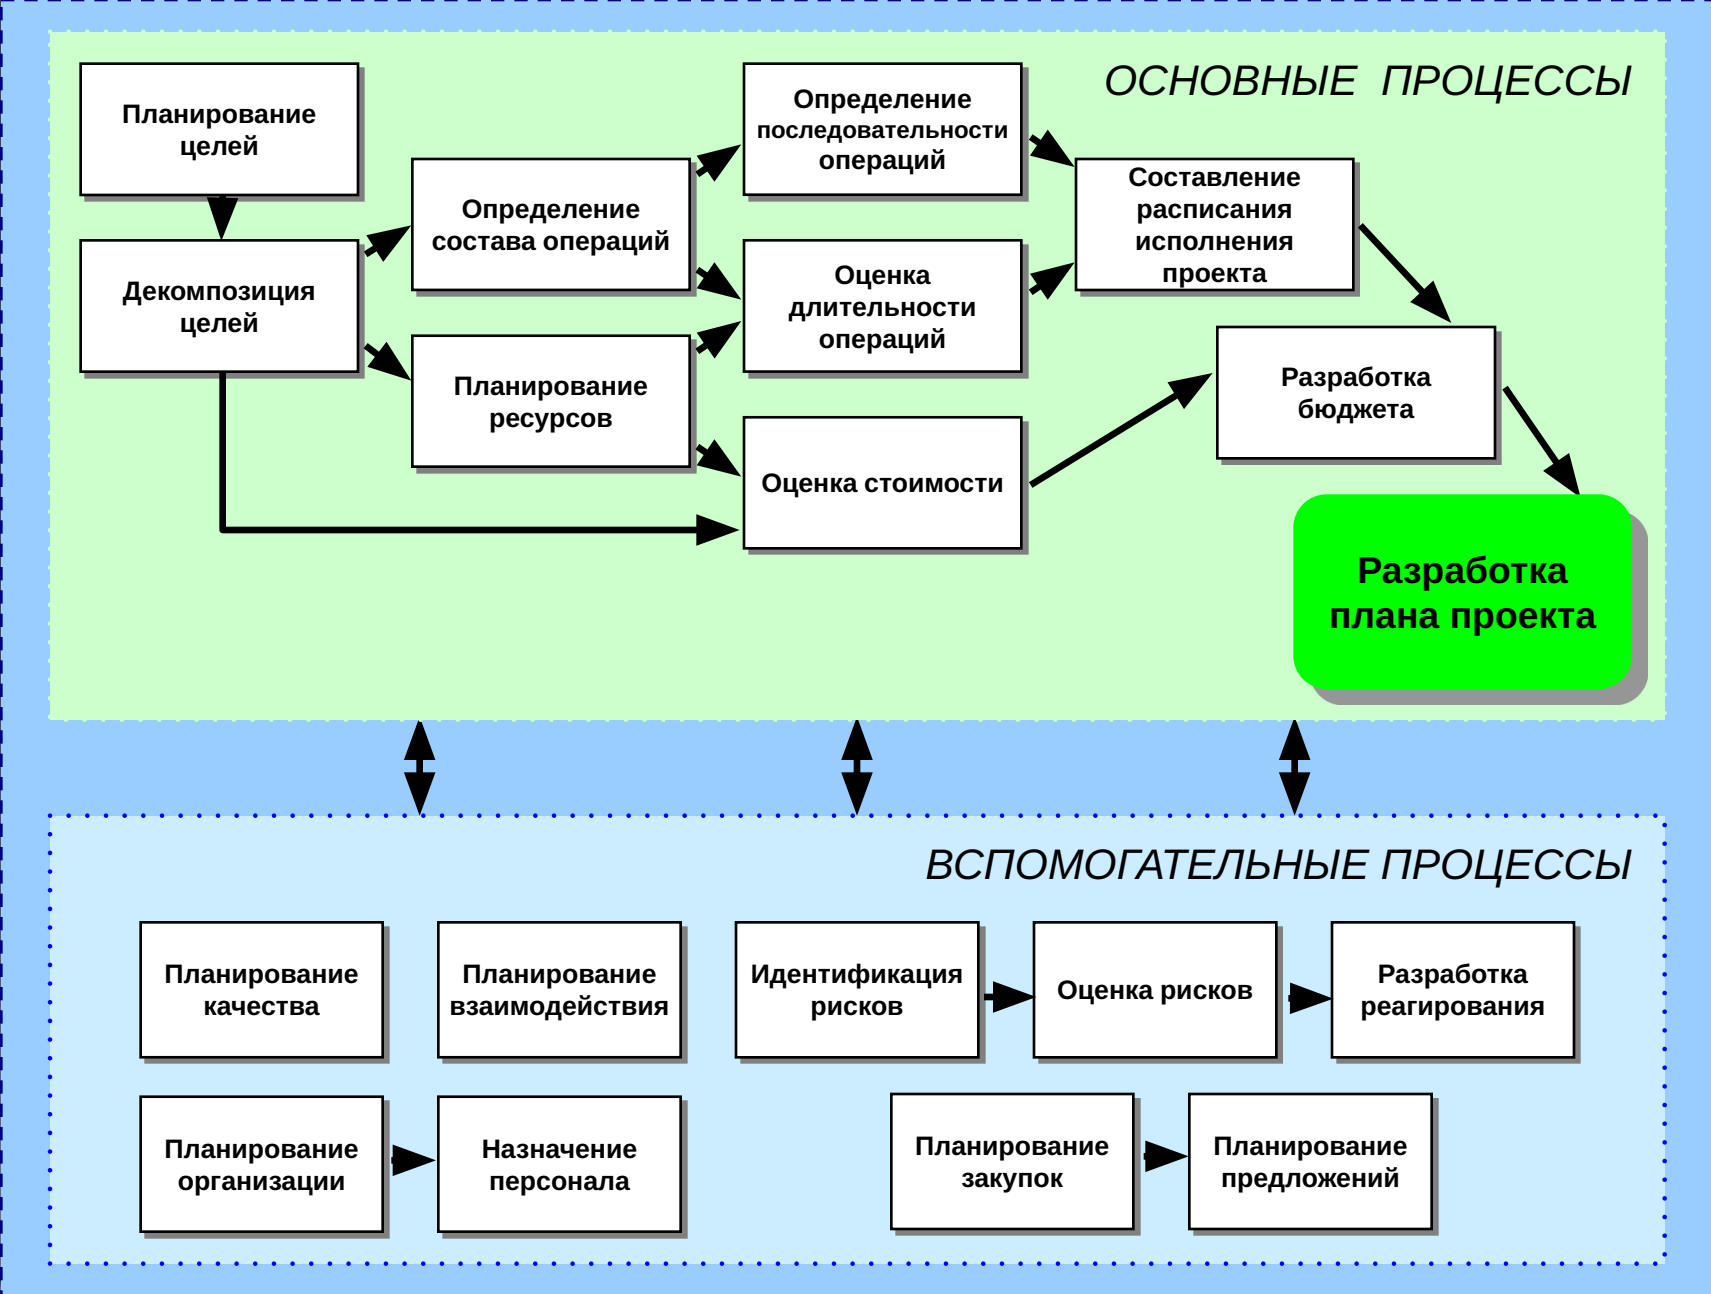 ОСНОВНЫЕ ПРОЦЕССЫ
Планирование
целей
Декомпозиция
целей
Определение
состава операций
Планирование
ресурсов
Определение
последовательности
операций
Оценка
длительности
операций
Оценка стоимости
Составление
расписания
исполнения
проекта
Разработка
бюджета
Разработка
плана проекта
ВСПОМОГАТЕЛЬНЫЕ ПРОЦЕССЫ
Планирование
качества
Планирование
взаимодействия
Идентификация
рисков
Оценка рисков
Разработка
реагирования
Планирование
организации
Назначение
персонала
Планирование
закупок
Планирование
предложений